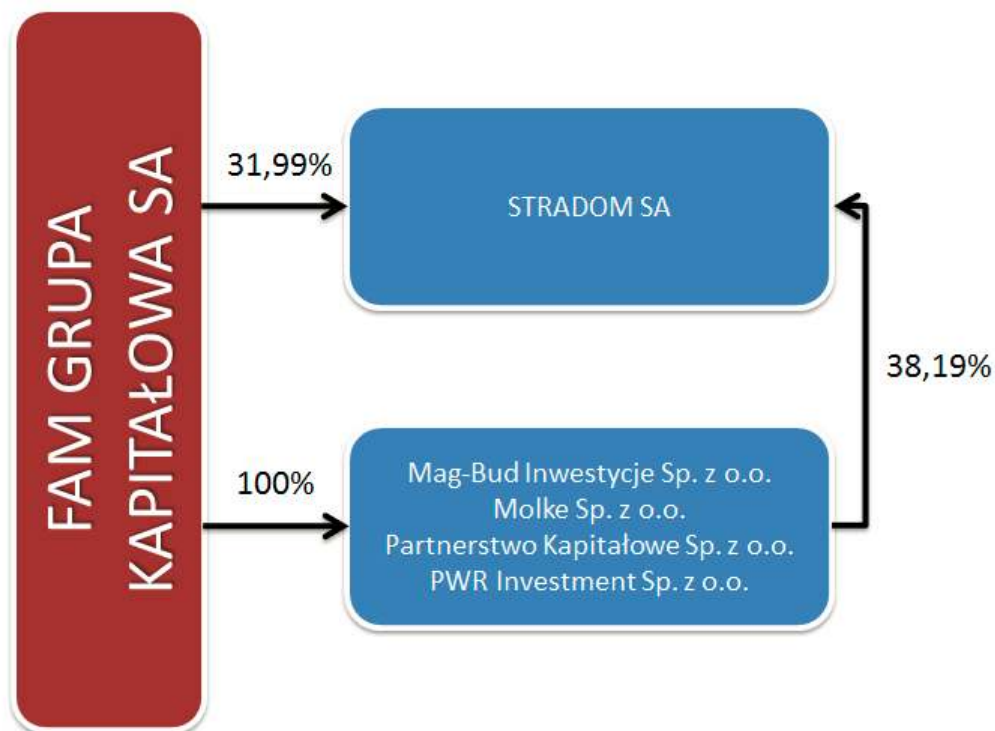 FAM GRUPA
KAPITAŁOWA SA
31,99%
STRADOM SA
38,19%
100%
Mag-Bud Inwestycje Sp. z o.o.
Molke Sp. z o.o.
Partnerstwo Kapitałowe Sp. z o.o.
PWR Investment Sp. z o.o.